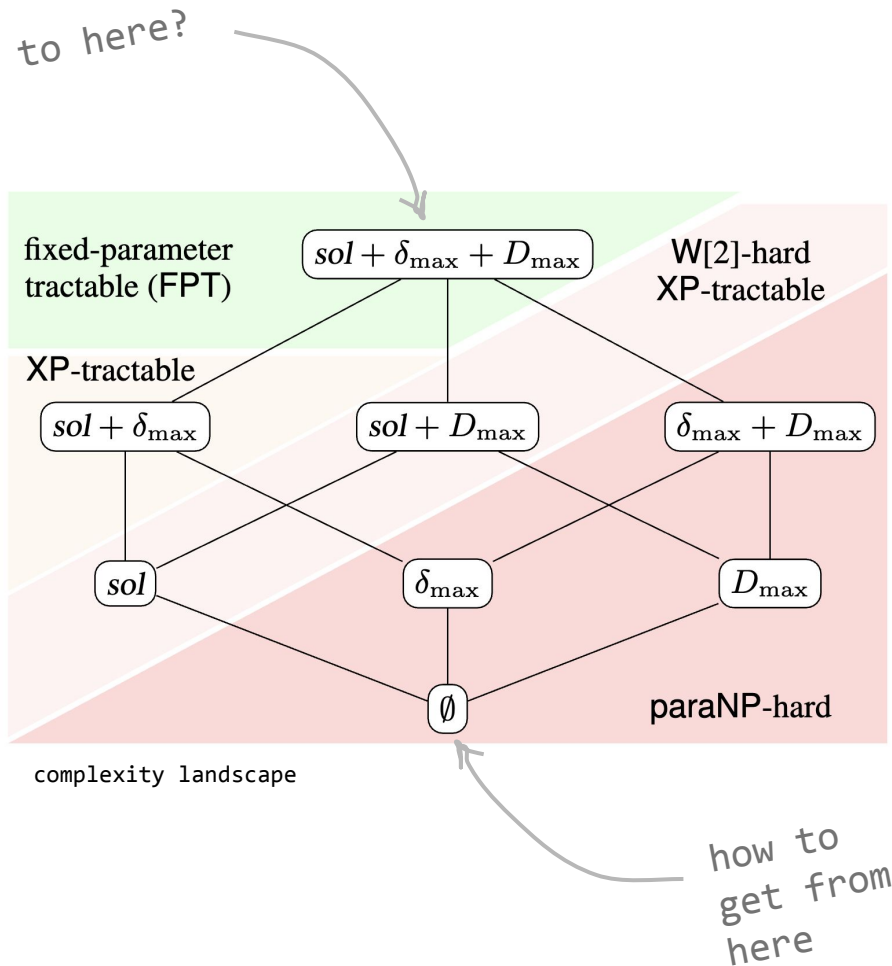 to here?
fixed-parameter
tractable (FPT)
sol + δmax + Dmax
W[2]-hard
XP-tractable
XP-tractable
sol + δmax
sol + Dmax
δmax + Dmax
sol
δmax
Dmax
∅
paraNP-hard
complexity landscape
how to
get from
here